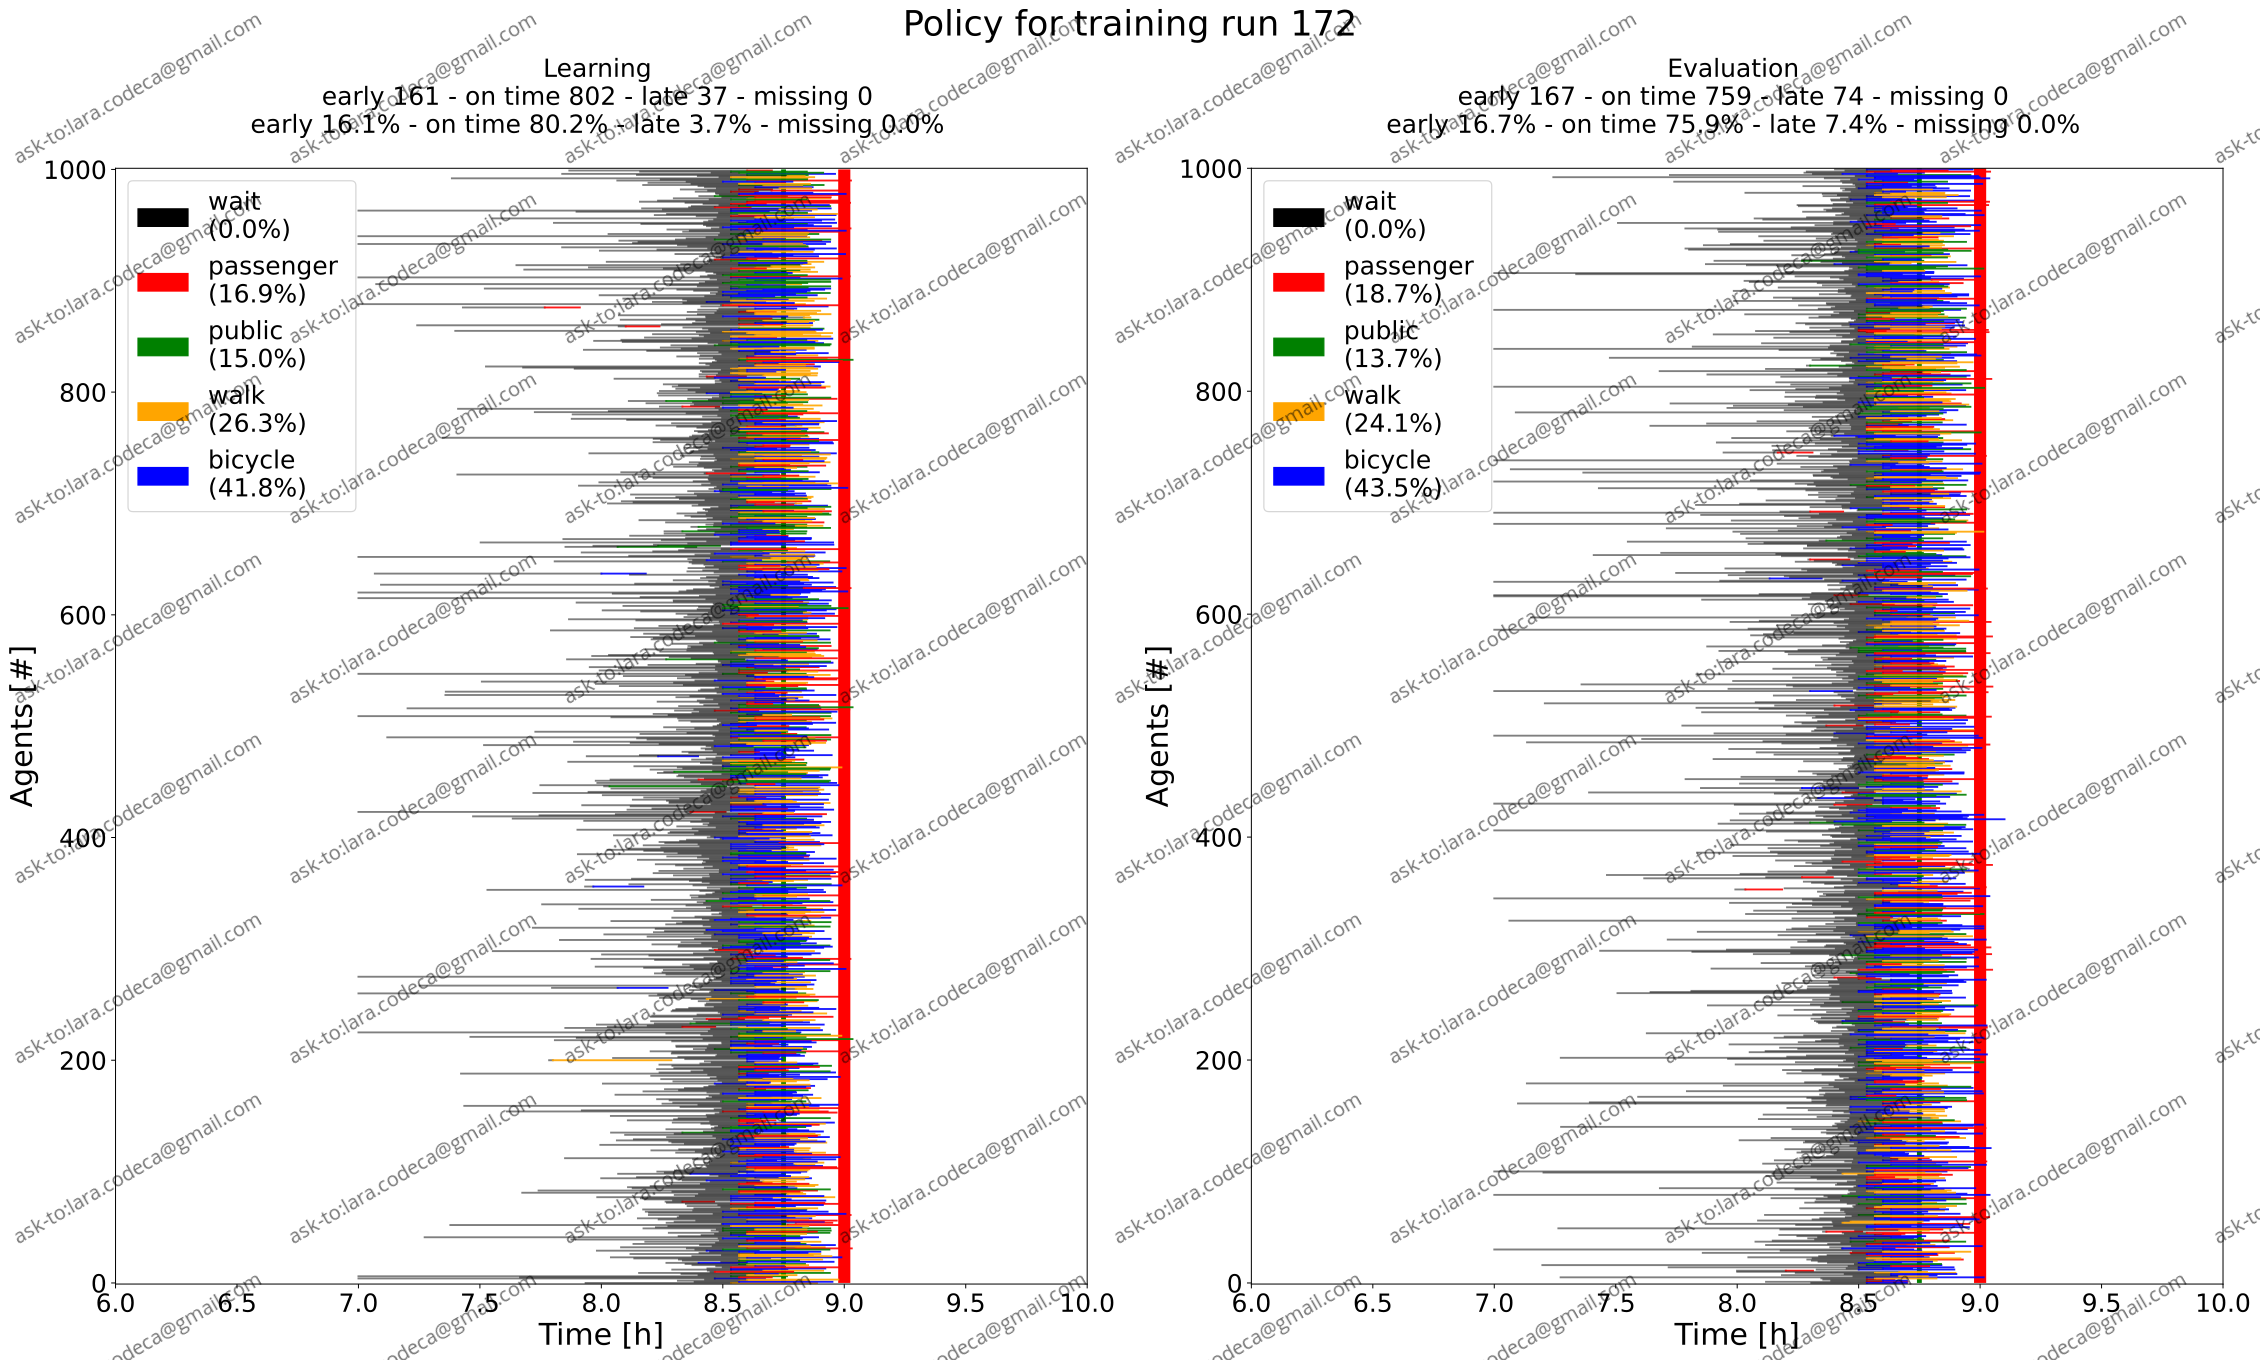 Policy for training run 172
Learning
early 161 - on time 802 - late 37 - missing 0
early 16.1% - on time 80.2% - late 3.7% - missing 0.0%
1000
800
600
400
200
0
Agents [#]
wait
(0.0%)
passenger
(16.9%)
public
(15.0%)
walk
(26.3%)
bicycle
(41.8%)
6.0 6.5 7.0 7.5 8.0 8.5 9.0 9.5 10.0
Time [h]
Evaluation
early 167 - on time 759 - late 74 - missing 0
early 16.7% - on time 75.9% - late 7.4% - missing 0.0%
1000
800
600
400
200
0
Agents [#]
wait
(0.0%)
passenger
(18.7%)
public
(13.7%)
walk
(24.1%)
bicycle
(43.5%)
6.0 6.5 7.0 7.5 8.0 8.5 9.0 9.5 10.0
Time [h]
ask-to:lara.codeca@gmail.com